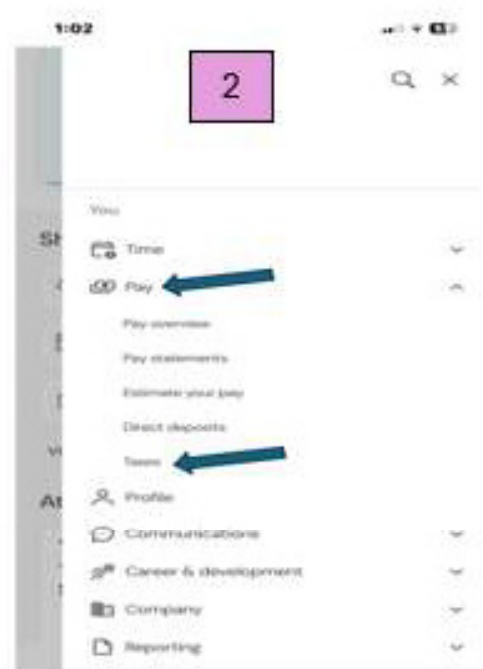 1:02
2
You
Time
Pay
Pay overview
Pay statements
Estimate your pay
Direct deposits
Taxes
Profile
Communications
Career & development
Company
Reporting